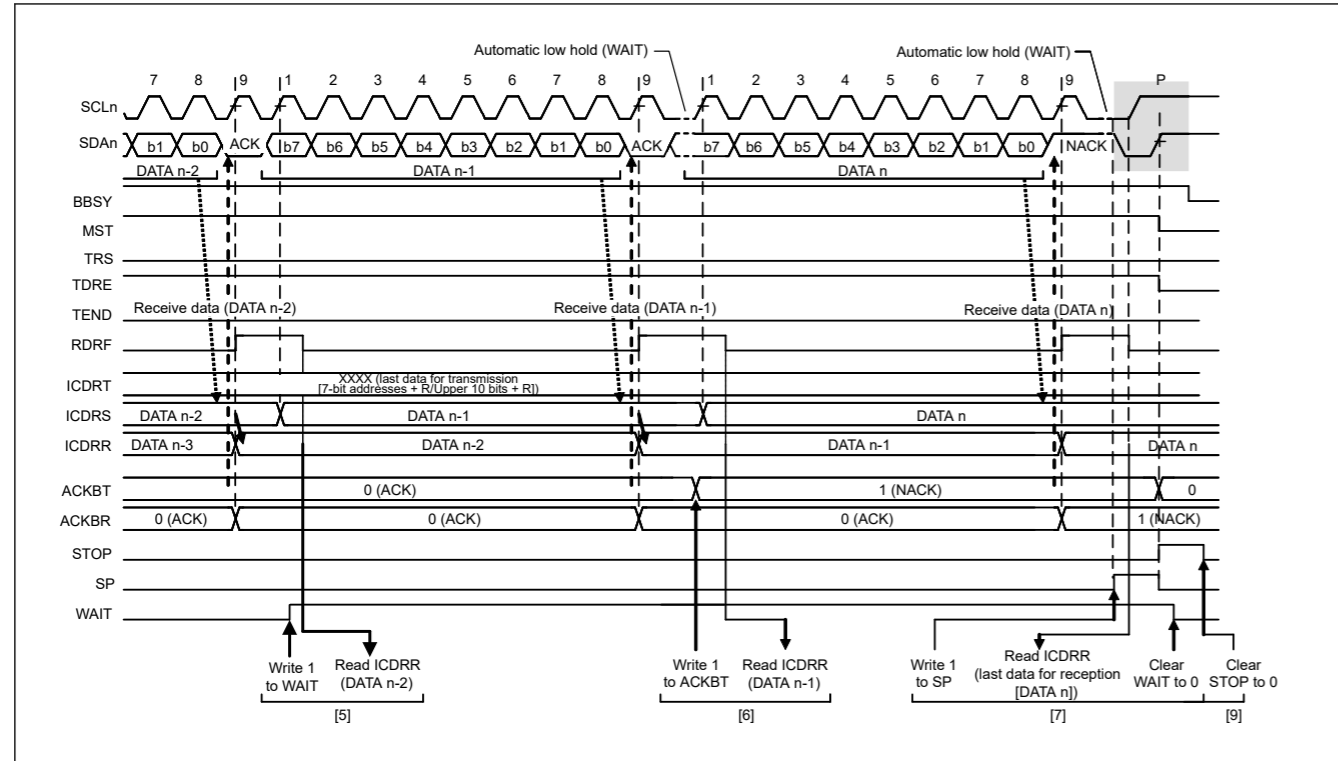 Automatic low hold (WAIT)
Automatic low hold (WAIT)
7 8 9 1 2 3 4 5 6 7 8 9 1 2 3 4 5 6 7 8 9 P
SCLn
SDAn b1 b0 ACK b7 b6 b5 b4 b3 b2 b1 b0 ACK b7 b6 b5 b4 b3 b2 b1 b0 NACK
DATA n-2 DATA n-1 DATA n
BBSY
MST
TRS
TDRE
Receive data (DATA n-2) Receive data (DATA n-1) Receive data (DATA n)
TEND
RDRF
XXXX (last data for transmission
ICDRT
[7-bit addresses + R/Upper 10 bits + R])
ICDRS DATA n-2 DATA n-1 DATA n
ICDRR DATA n-3 DATA n-2 DATA n-1 DATA n
ACKBT 0 (ACK) 1 (NACK) 0
ACKBR 0 (ACK) 0 (ACK) 0 (ACK) 1 (NACK)
STOP
SP
WAIT
Write 1
to WAIT
Read ICDRR
(DATA n-2)
[5]
Write 1
to ACKBT
Read ICDRR
(DATA n-1)
[6]
Write 1
to SP
Read ICDRR
(last data for reception
[DATA n])
Clear
WAIT to 0
[7]
Clear
STOP to 0
[9]